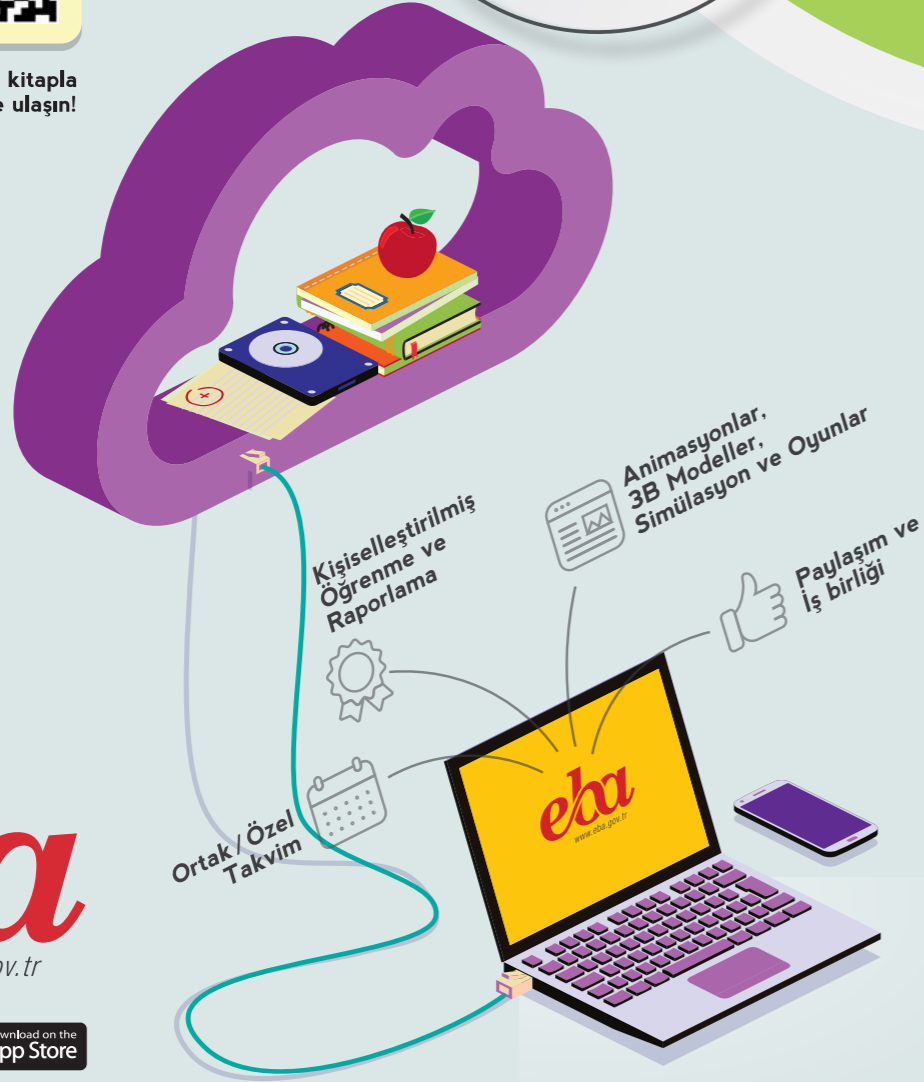 kitapla
ulaşın!
Animasyonlar,
3B Modeller,
Simülasyon ve Oyunlar
Kişiselleştirilmiş
Öğrenme ve
Raporlama
Paylaşım ve
İş birliği
Ortak / Özel
Takvim
eba
www.eba.gov.tr
a
ov.tr
wnload on the
pp Store